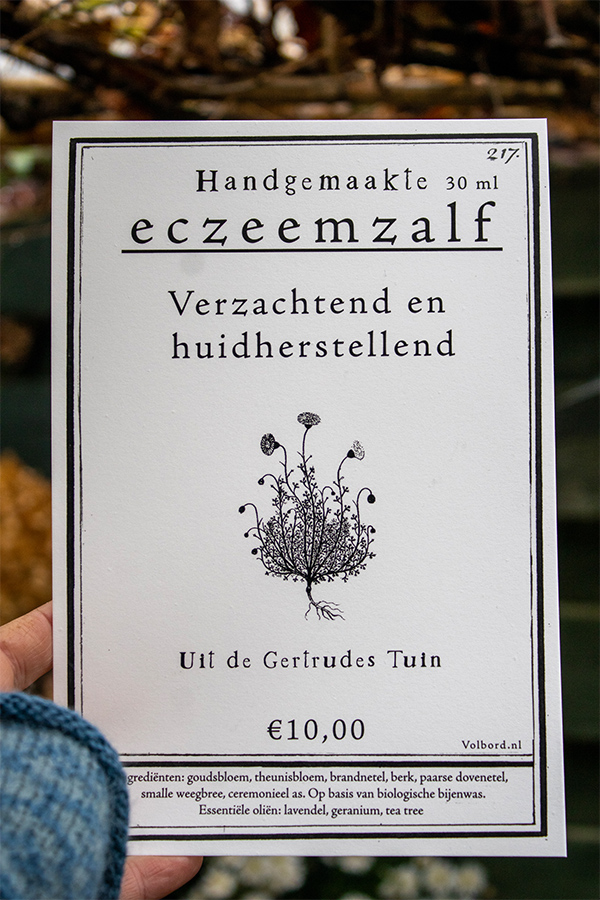 217.
Handgemaakte 30 ml
eczeemzalf
Verzachtend en
huidherstellend
Uit de Gertrudes Tuin
€10,00
Volbord.nl
grediënten: goudsbloem, theunisbloem, brandnetel, berk, paarse dovenetel,
smalle weegbree, ceremonieel as. Op basis van biologische bijenwas.
Essentiële oliën: lavendel, geranium, tea tree